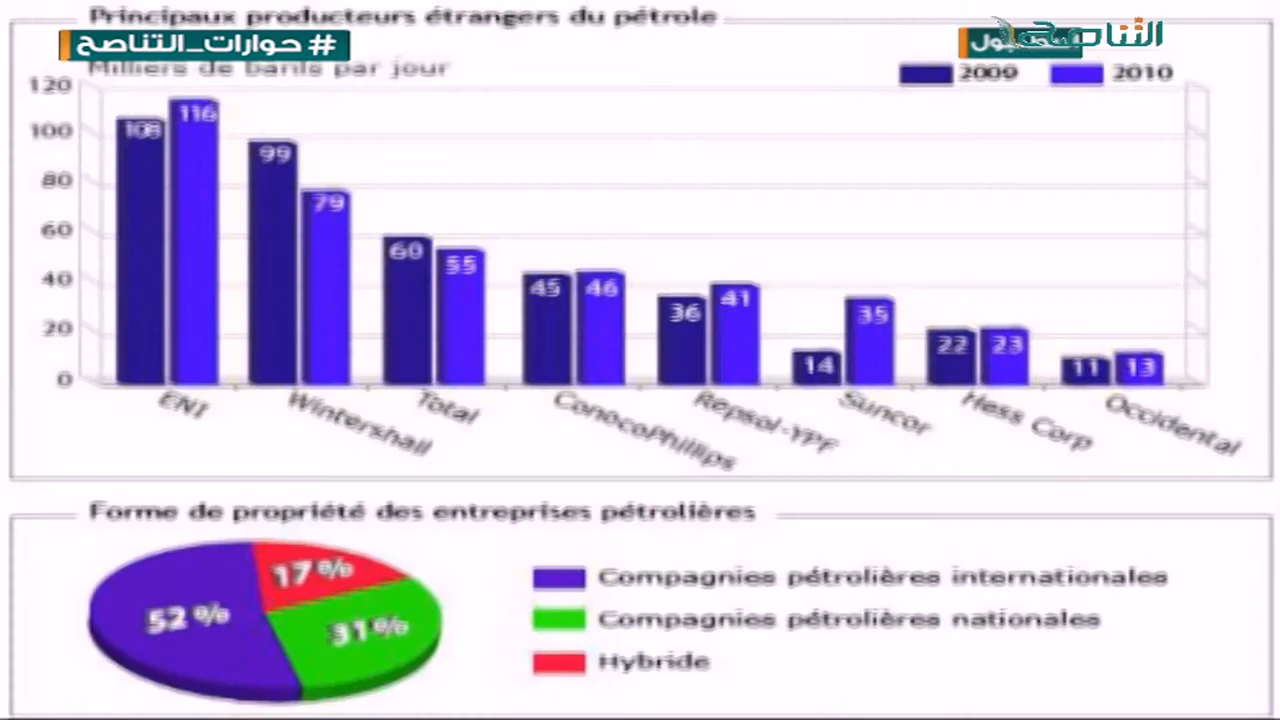 Principaux producteurs étrangers du pétrole
#حوارات_التناصح
التناصح
Milliers de barils par jour
2009 2010
120
100
80
60
40
20
0
108 116 99 79 60 55 45 46 36 41 14 35 22 23 11 13
ENI Wintershall Total ConocoPhillips Repsol-YPF Suncor Hess Corp Occidental
Forme de propriété des entreprises pétrolières
17% 52% 31%
Compagnies pétrolières internationales
Compagnies pétrolières nationales
Hybride